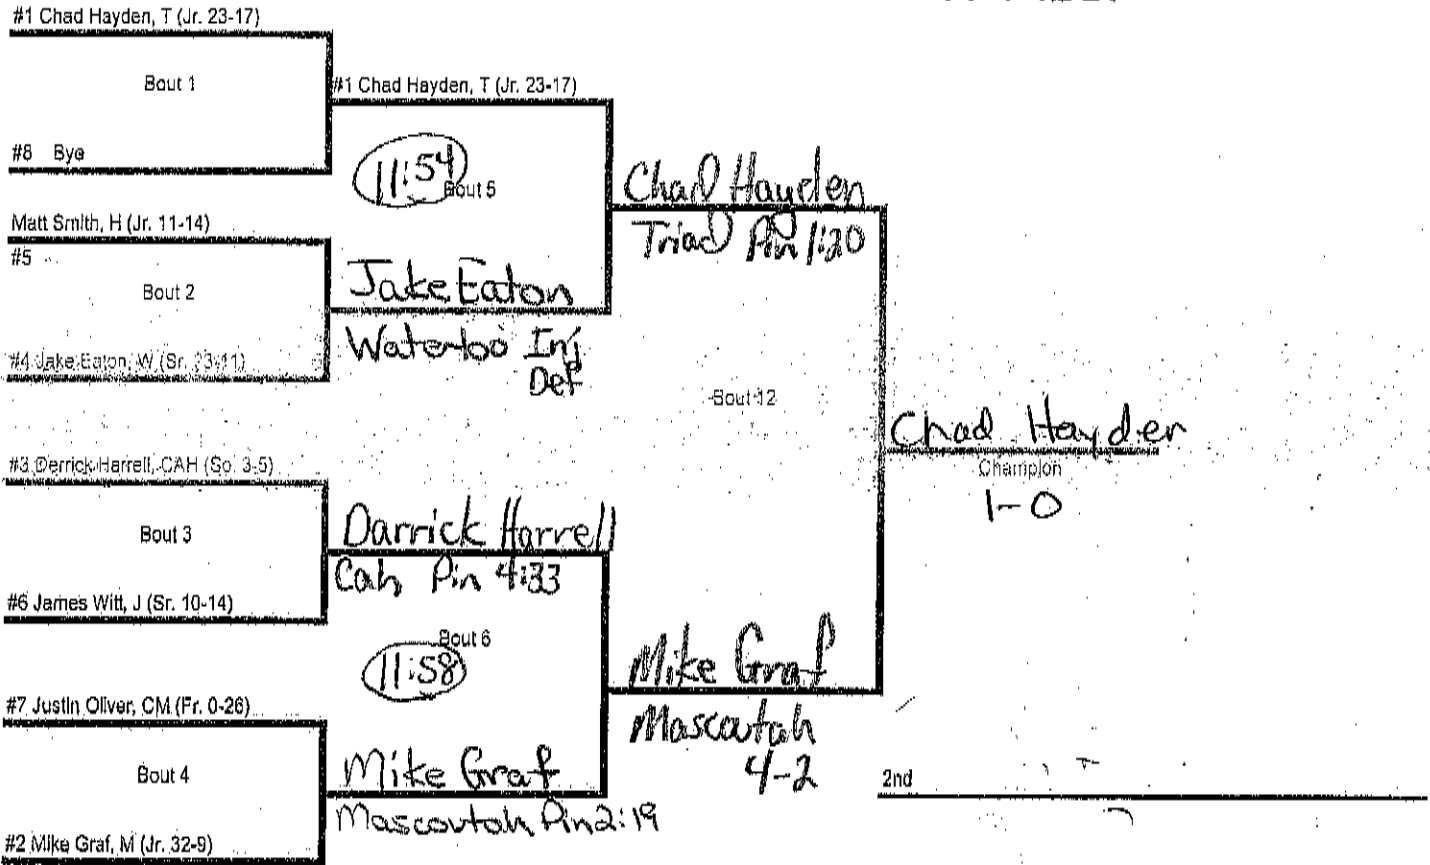 #1 Chad Hayden, T (Jr. 23-17)
Bout 1
#8 Bye
#1 Chad Hayden, T (Jr. 23-17)
11:54
Bout 5
Matt Smith, H (Jr. 11-14)
#5
Bout 2
#4 Jake Eaton, W (Sr. 23-11)
Jake Eaton
Waterloo Inj
Def
Chad Hayden
Triad Pin 1:20
Bout 12
Chad Hayden
Champion
1-0
#3 Derrick Harrell, CAH (So. 3-5)
Bout 3
#6 James Witt, J (Sr. 10-14)
Darrick Harrell
Cah Pin 4:33
Bout 6
11:58
#7 Justin Oliver, CM (Fr. 0-26)
Bout 4
#2 Mike Graf, M (Jr. 32-9)
Mike Graf
Mascoutah Pin 2:19
Mike Graf
Mascoutah
4-2
2nd